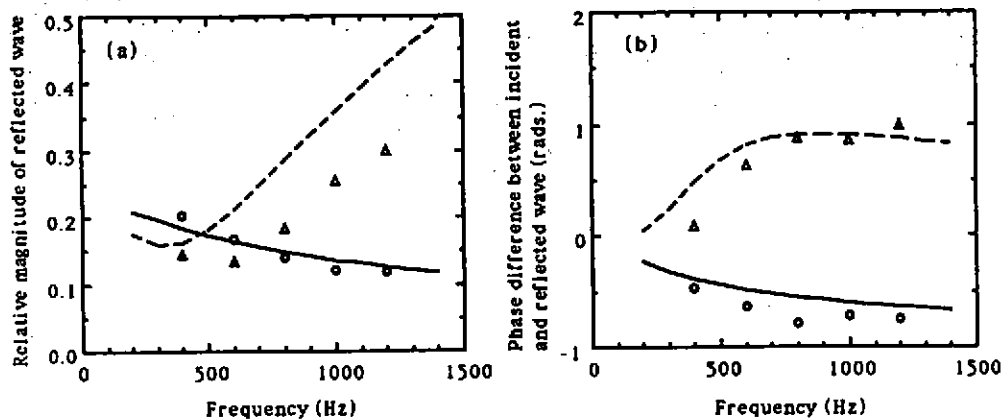 Relative magnitude of reflected wave
0.5
0.4
0.3
0.2
0.1
0.0
(a)
0
500
1000
1500
Frequency (Hz)
Phase difference between incident
and reflected wave (rads.)
2
1
0
-1
(b)
0
500
1000
1500
Frequency (Hz)